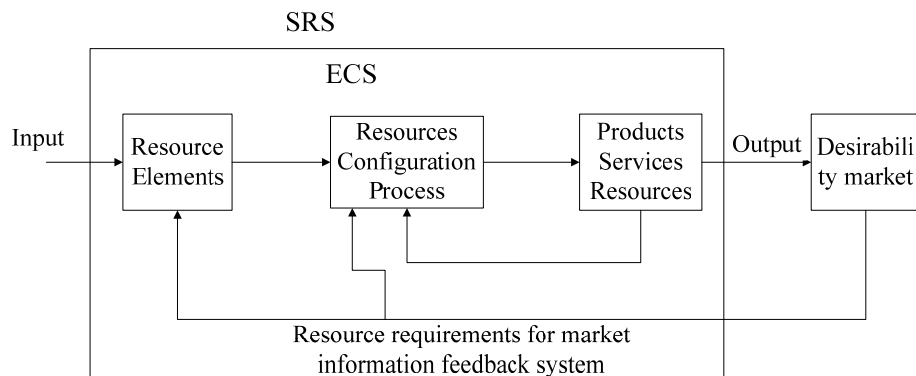 SRS
ECS
Input
Resource
Elements
Resources
Configuration
Process
Products
Services
Resources
Output
Desirabili
ty market
Resource requirements for market
information feedback system